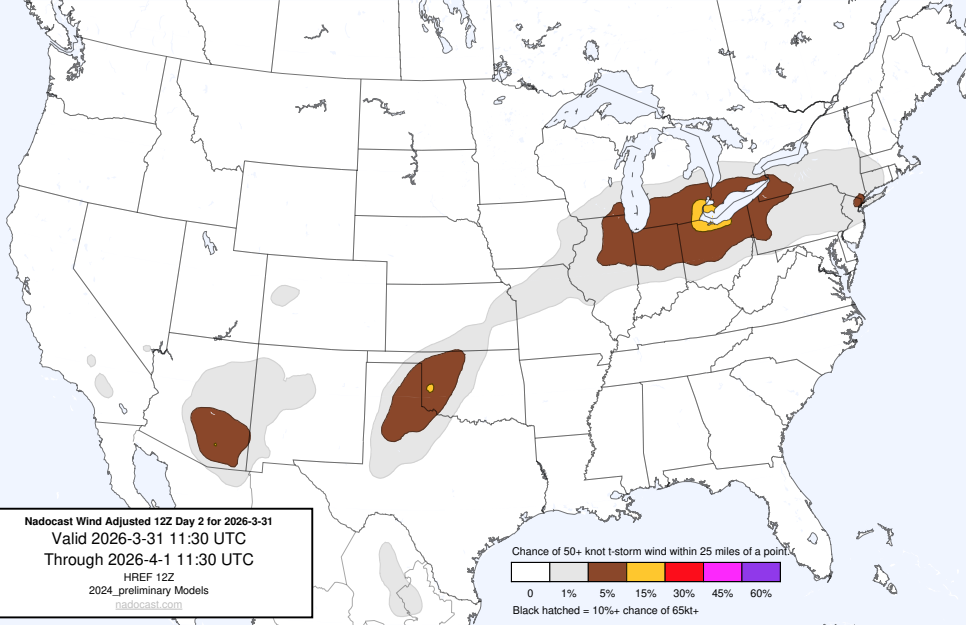 Nadocast Wind Adjusted 12Z Day 2 for 2026-3-31
Valid 2026-3-31 11:30 UTC
Through 2026-4-1 11:30 UTC
HREF 12Z
2024_preliminary Models
nadocast.com
Chance of 50+ knot t-storm wind within 25 miles of a point.
0 1% 5% 15% 30% 45% 60%
Black hatched = 10%+ chance of 65kt+